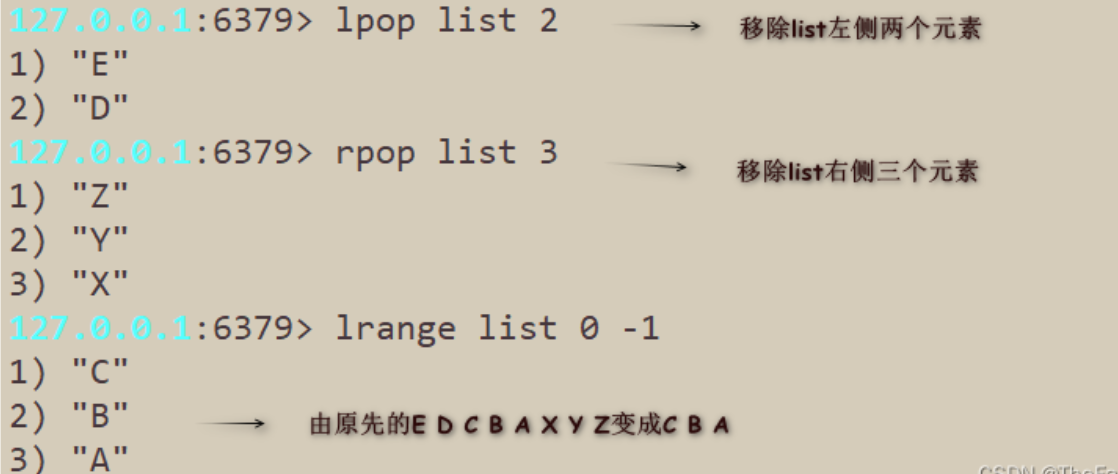 127.0.0.1:6379> lpop list 2 移除list左侧两个元素
1) "E"
2) "D"
127.0.0.1:6379> rpop list 3 移除list右侧三个元素
1) "Z"
2) "Y"
3) "X"
127.0.0.1:6379> lrange list 0 -1
1) "C"
2) "B" 由原先的E D C B A X Y Z变成C B A
3) "A"